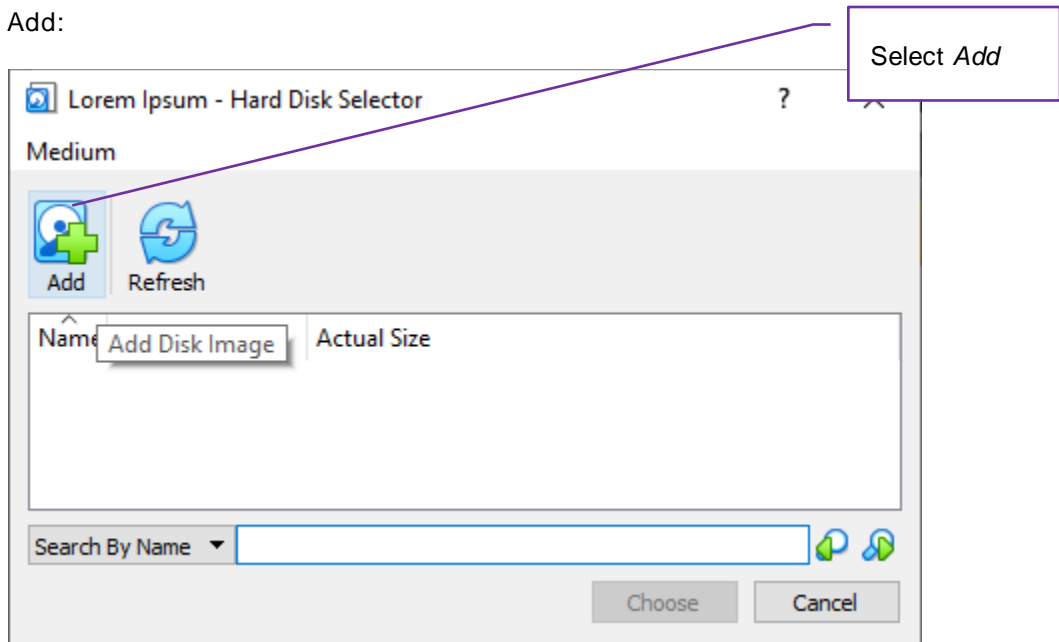 Add:
Select Add
Lorem Ipsum - Hard Disk Selector ?
Medium
Add Refresh
Name Actual Size
Add Disk Image
Search By Name
Choose Cancel